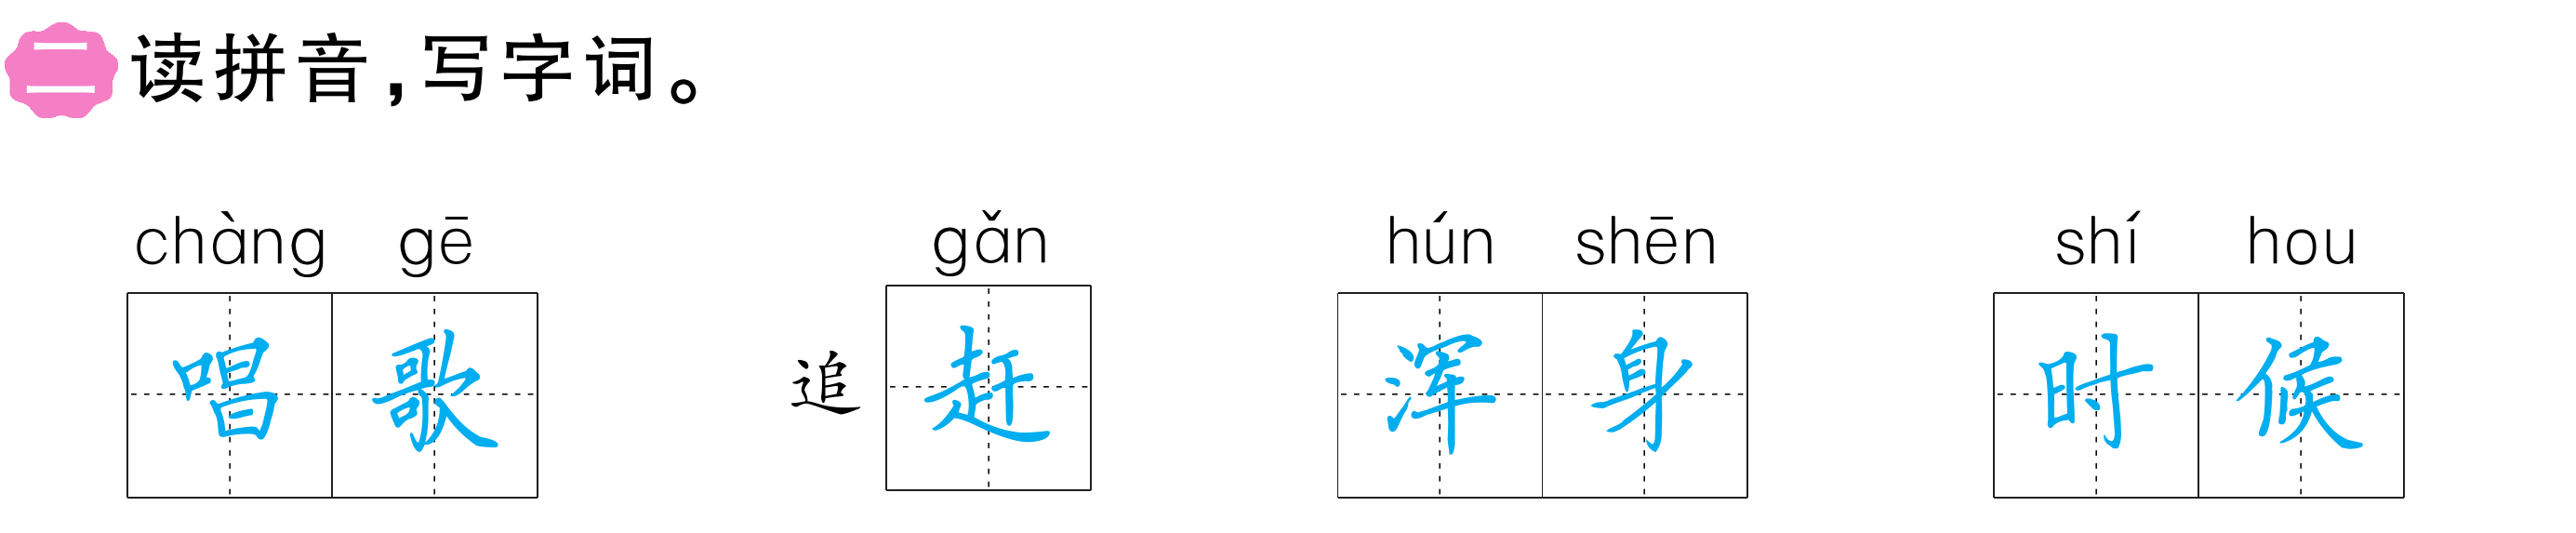 二 读拼音，写字词。
chàng gē gǎn hún shēn shí hou
唱歌 追赶 浑身 时候